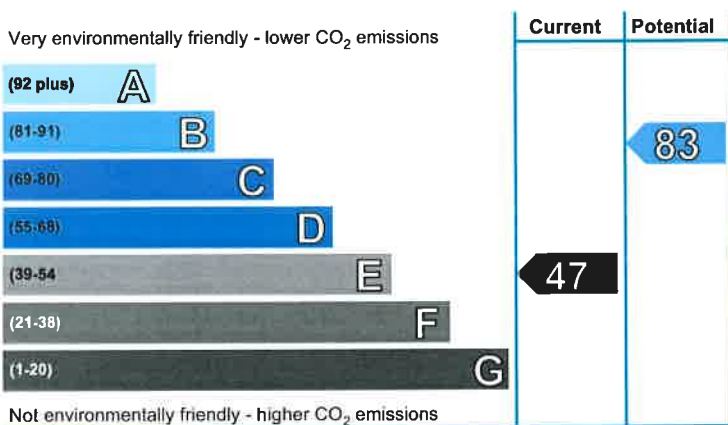 Current Potential
Very environmentally friendly - lower CO₂ emissions
(92 plus) A
(81-91) B
83
(69-80) C
(55-68) D
(39-54 E
47
(21-38) F
(1-20) G
Not environmentally friendly - higher CO₂ emissions